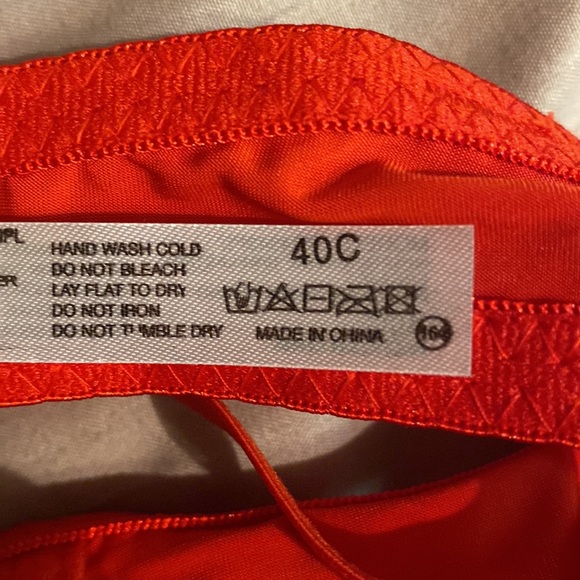 HAND WASH COLD
DO NOT BLEACH
LAY FLAT TO DRY
DO NOT IRON
DO NOT TUMBLE DRY
40C
MADE IN CHINA